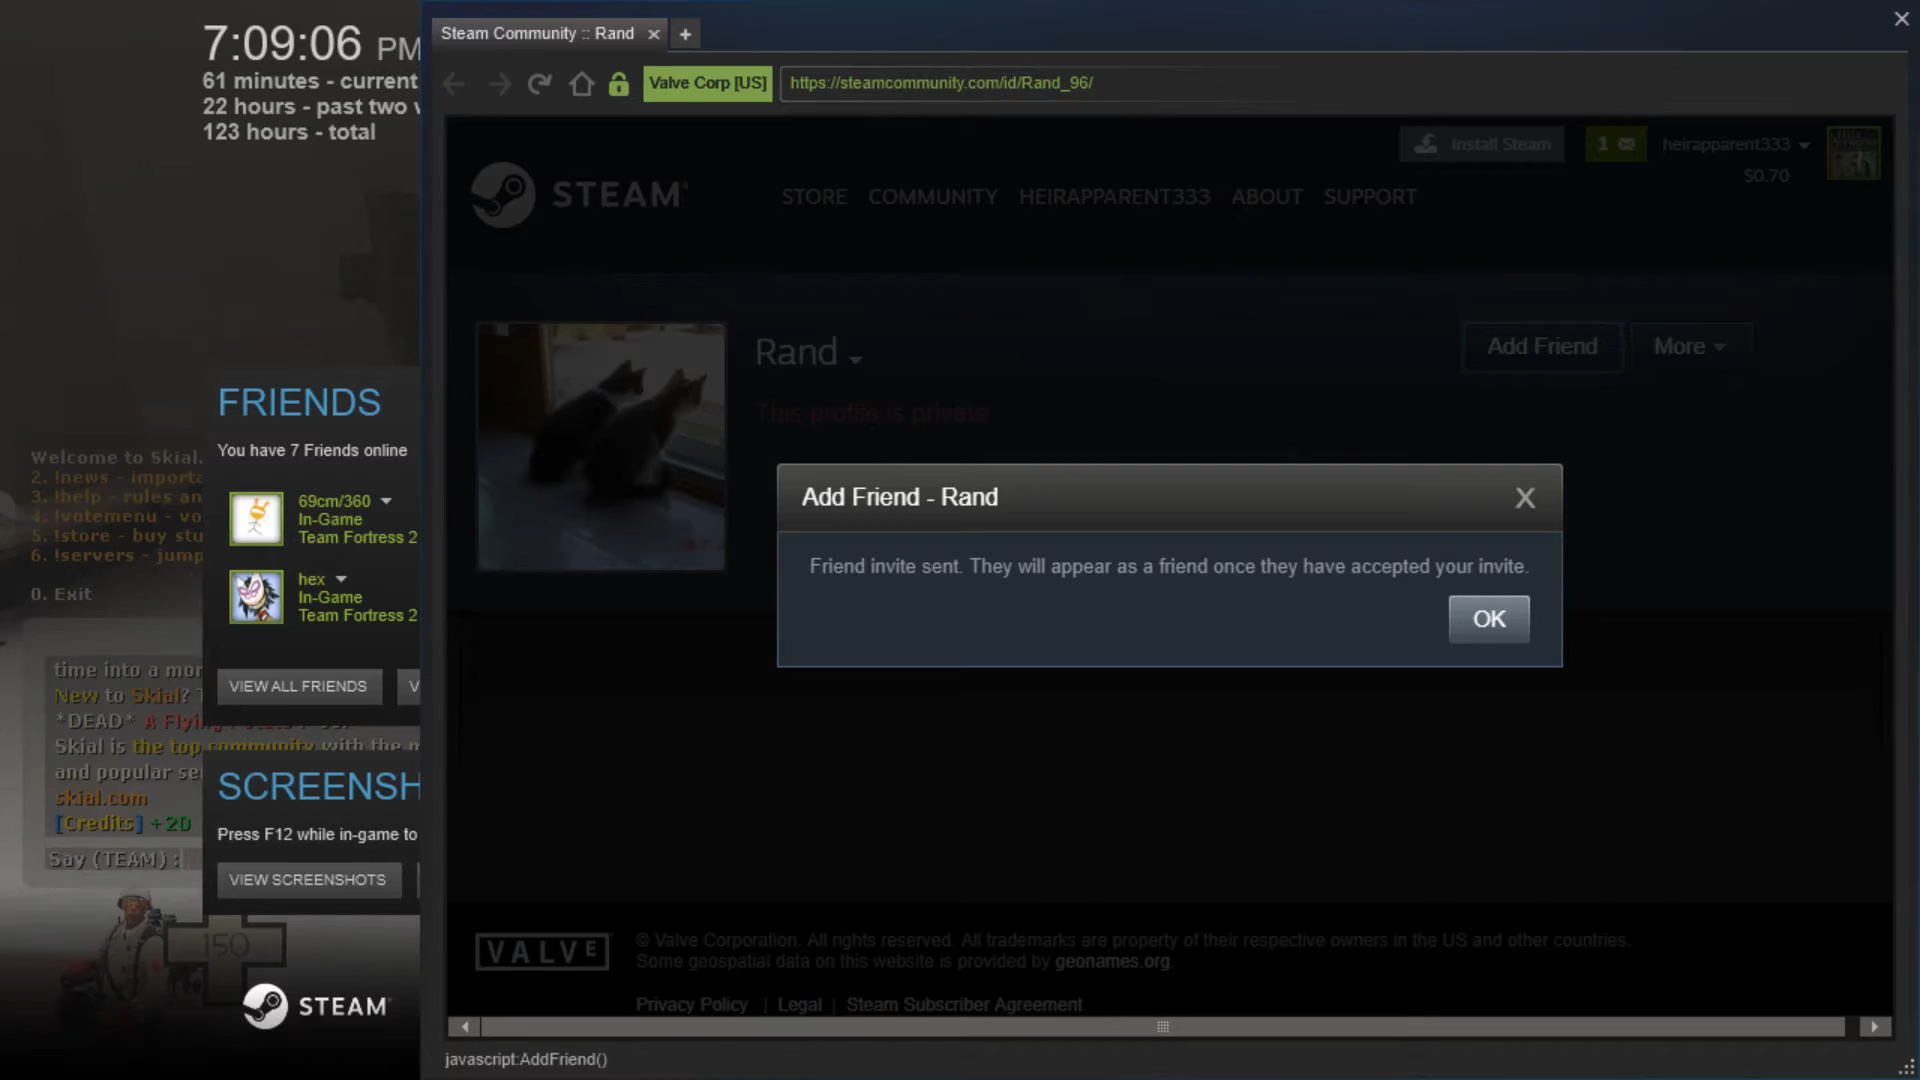 7:09:06 PM
61 minutes - current
22 hours - past two
123 hours - total
Steam Community :: Rand
Valve Corp [US]
https://steamcommunity.com/id/Rand_96/
Install Steam
1
heirapparent333
$0.70
STEAM
STORE COMMUNITY HEIRAPPARENT333 ABOUT SUPPORT
Rand
Add Friend
More
This profile is private
Add Friend - Rand
X
Friend invite sent. They will appear as a friend once they have accepted your invite.
OK
FRIENDS
You have 7 Friends online
69cm/360
In-Game
Team Fortress 2
hex
In-Game
Team Fortress 2
VIEW ALL FRIENDS
V
Welcome to Skial.
2. !news - importa
3. !help - rules an
4. !votemenu - vo
5. !store - buy stu
6. !servers - jump
0. Exit
time into a mor
New to Skial?
*DEAD* A Flying
Skial is the top community with the m
and popular se
skial.com
[Credits] +20
Say (TEAM) :
SCREENSH
Press F12 while in-game to
VIEW SCREENSHOTS
150
STEAM
VALVE
© Valve Corporation. All rights reserved. All trademarks are property of their respective owners in the US and other countries.
Some geospatial data on this website is provided by geonames.org.
Privacy Policy | Legal | Steam Subscriber Agreement
javascript:AddFriend()